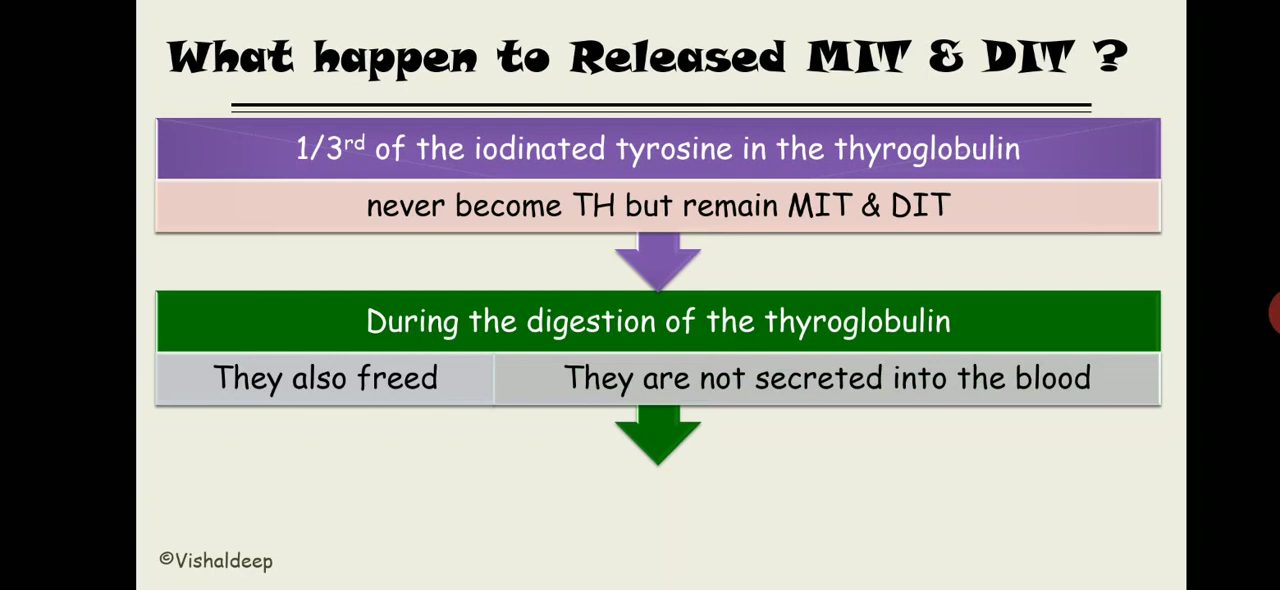 What happen to Released MIT & DIT ?
1/3rd of the iodinated tyrosine in the thyroglobulin
never become TH but remain MIT & DIT
During the digestion of the thyroglobulin
They also freed
They are not secreted into the blood
©Vishaldeep